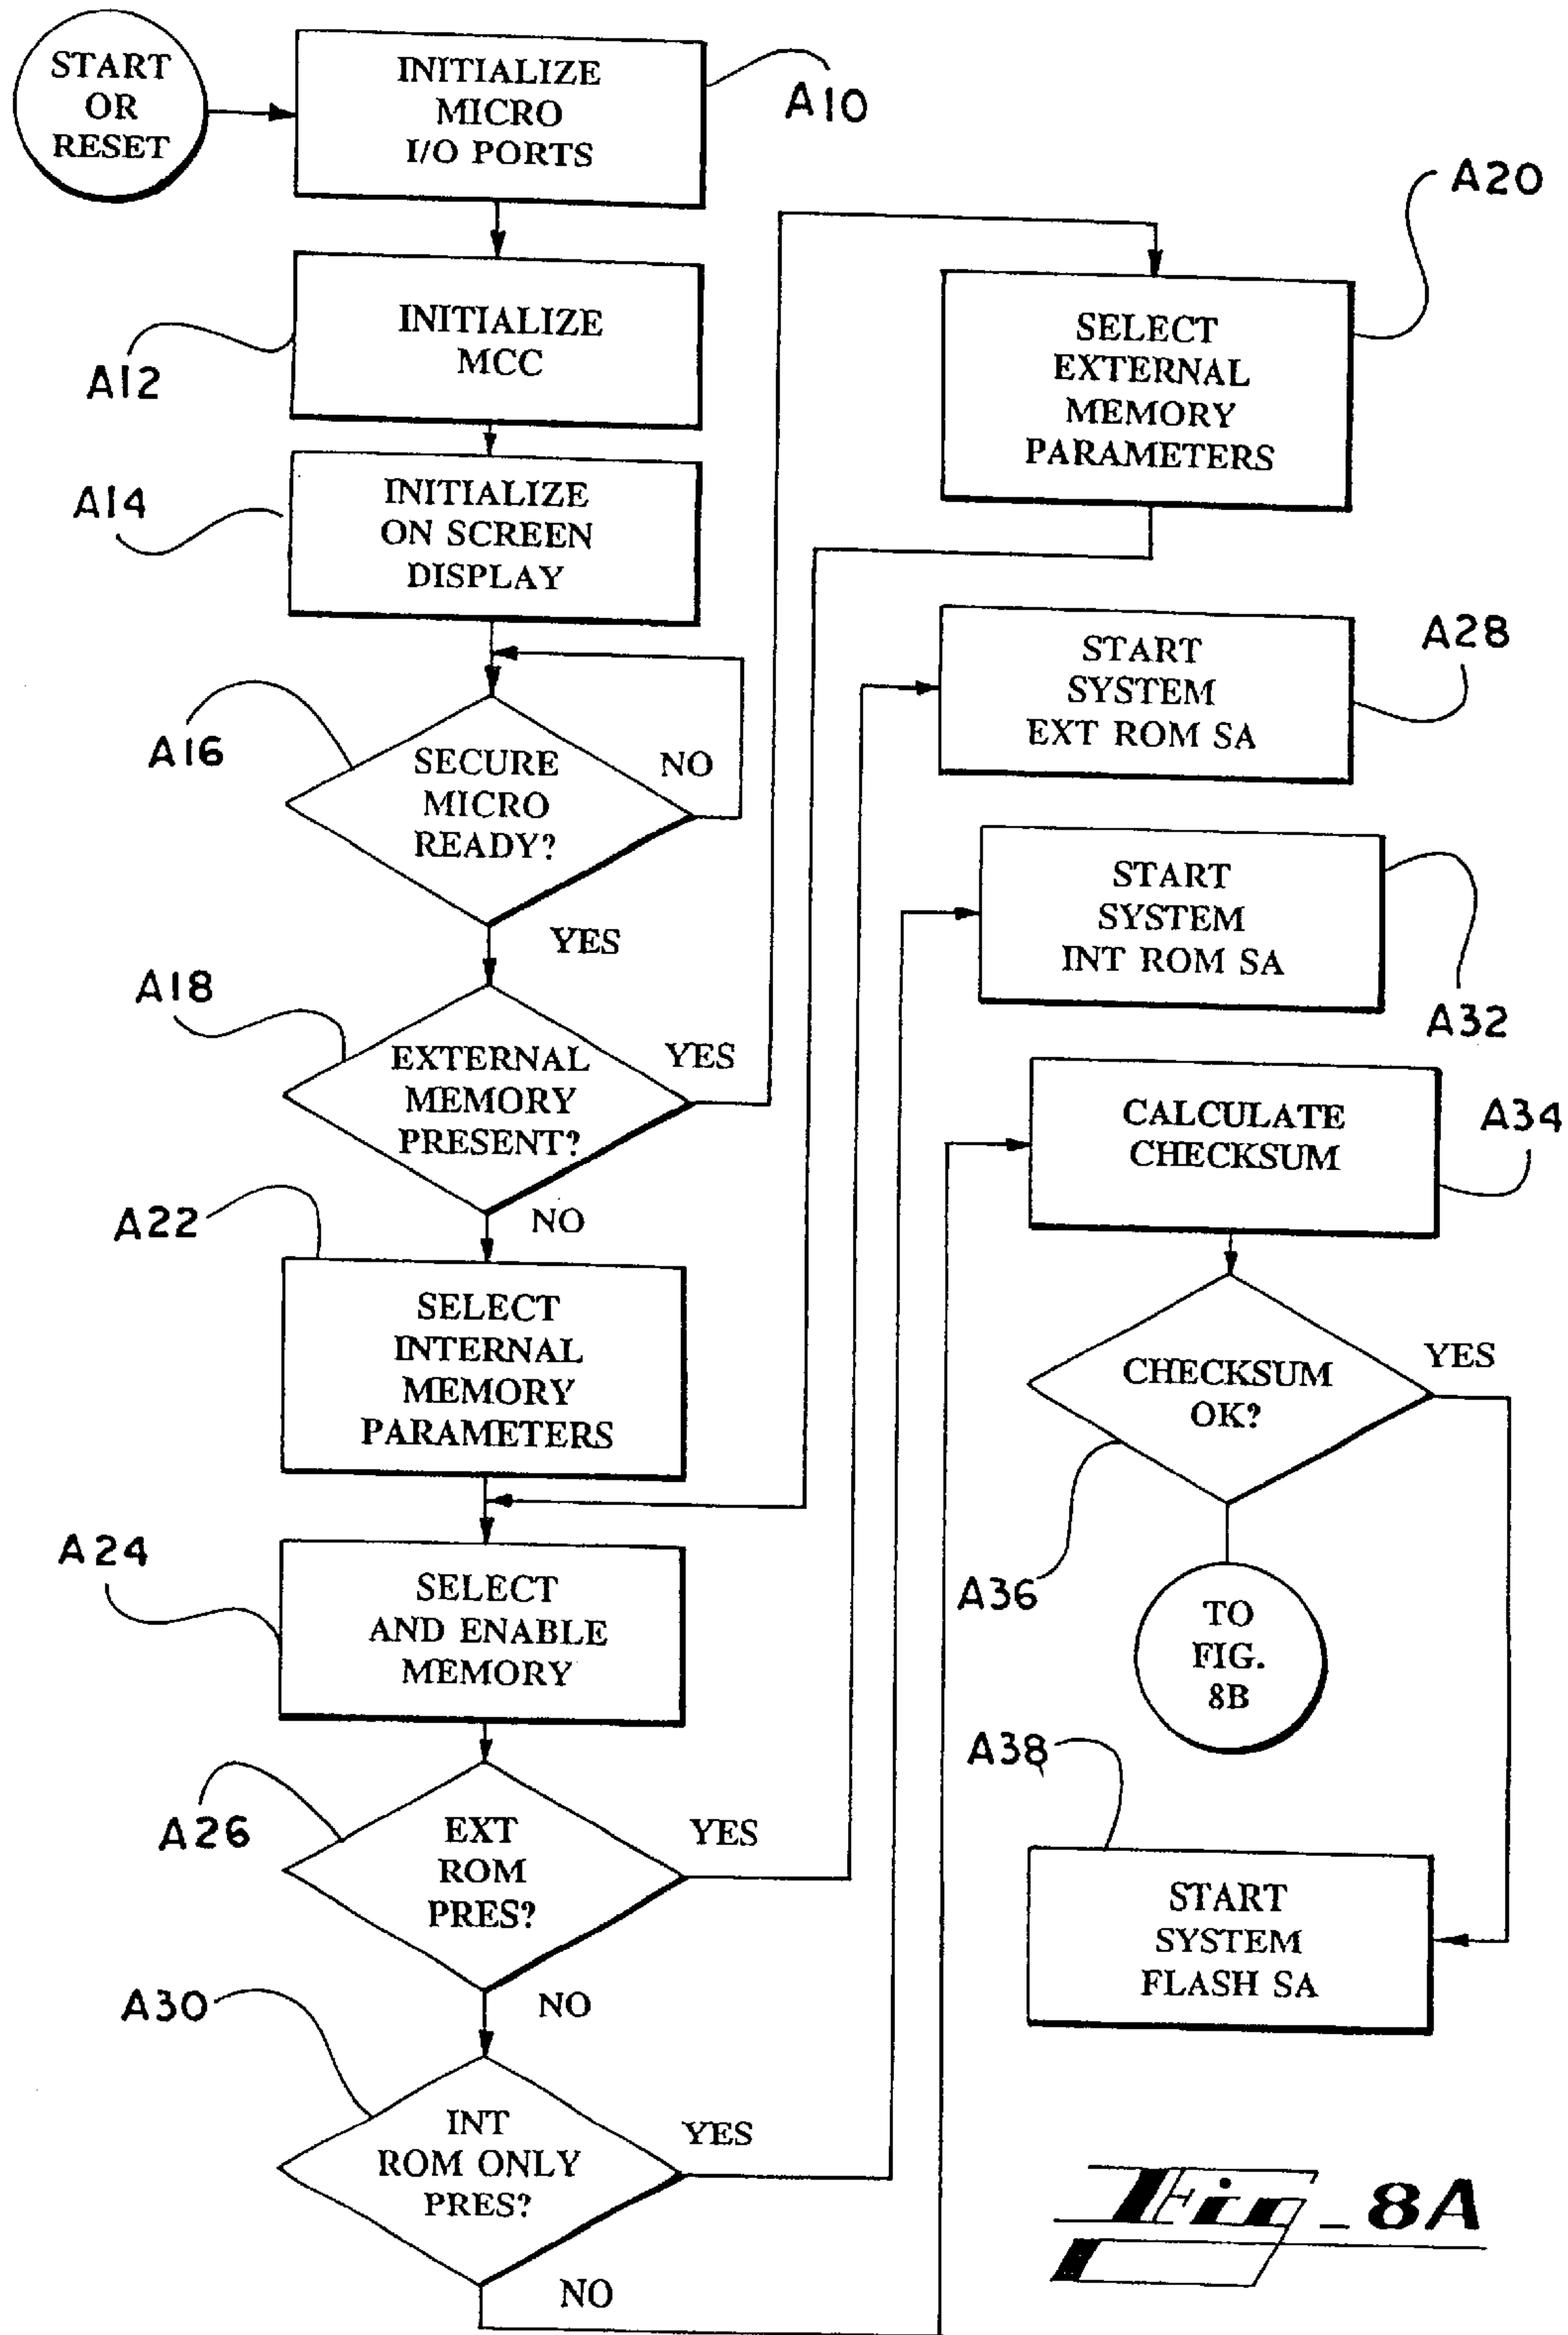 START
OR
RESET
INITIALIZE
MICRO
I/O PORTS
A10
INITIALIZE
MCC
A12
INITIALIZE
ON SCREEN
DISPLAY
A14
SECURE
MICRO
READY?
A16
NO
YES
EXTERNAL
MEMORY
PRESENT?
A18
YES
NO
SELECT
EXTERNAL
MEMORY
PARAMETERS
A20
SELECT
INTERNAL
MEMORY
PARAMETERS
A22
SELECT
AND ENABLE
MEMORY
A24
EXT
ROM
PRES?
A26
YES
NO
START
SYSTEM
EXT ROM SA
A28
INT
ROM ONLY
PRES?
A30
YES
NO
START
SYSTEM
INT ROM SA
A32
CALCULATE
CHECKSUM
A34
CHECKSUM
OK?
A36
YES
TO
FIG.
8B
START
SYSTEM
FLASH SA
A38
Fig_8A